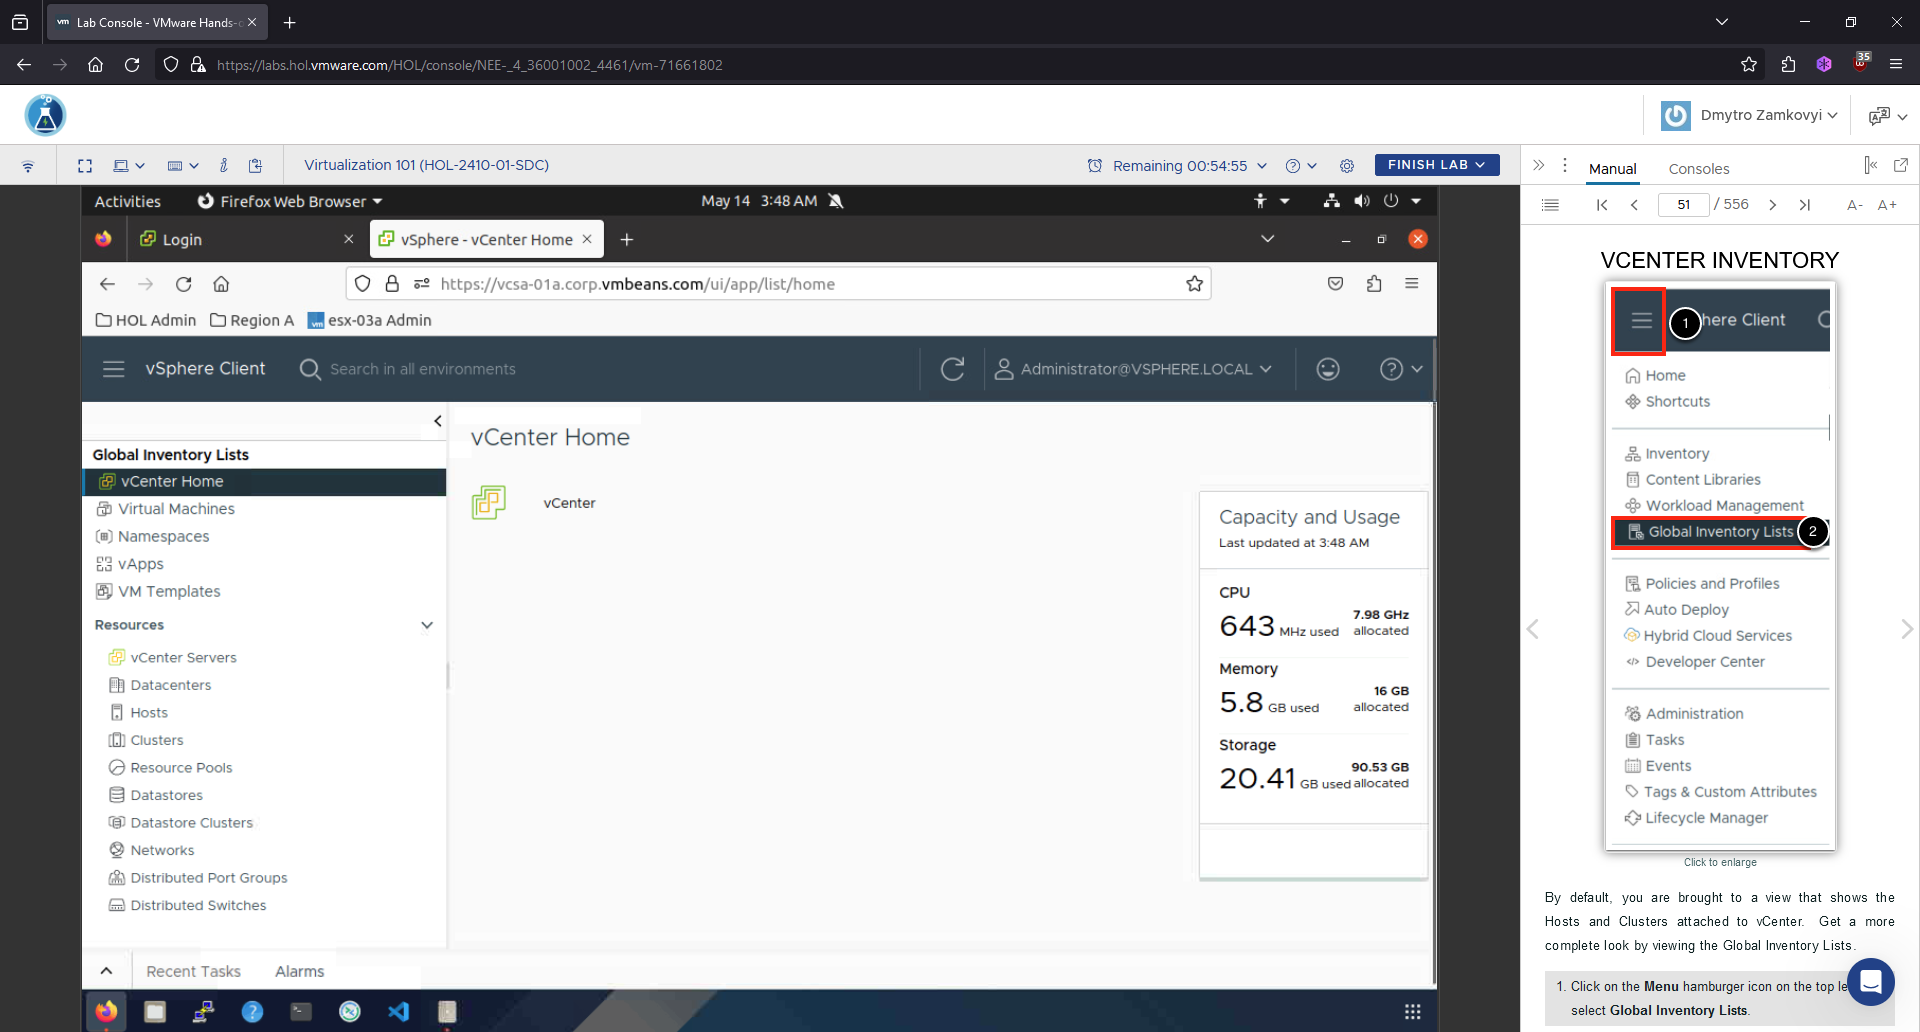 vm Lab Console - VMware Hands-o
https://labs.hol.vmware.com/HOL/console/NEE-_4_36001002_4461/vm-71661802
35
Dmytro Zamkovyi
Virtualization 101 (HOL-2410-01-SDC)
Remaining 00:54:55
FINISH LAB
Manual
Consoles
51 / 556
A-
A+
Activities
Firefox Web Browser
May 14 3:48 AM
Login
vSphere - vCenter Home
https://vcsa-01a.corp.vmbeans.com/ui/app/list/home
HOL Admin
Region A
vm esx-03a Admin
vSphere Client
Search in all environments
Administrator@VSPHERE.LOCAL
Global Inventory Lists
vCenter Home
Virtual Machines
Namespaces
vApps
VM Templates
Resources
vCenter Servers
Datacenters
Hosts
Clusters
Resource Pools
Datastores
Datastore Clusters
Networks
Distributed Port Groups
Distributed Switches
vCenter Home
vCenter
Capacity and Usage
Last updated at 3:48 AM
CPU
643 MHz used
7.98 GHz
allocated
Memory
5.8 GB used
16 GB
allocated
Storage
20.41 GB used
90.53 GB
allocated
Recent Tasks
Alarms
VCENTER INVENTORY
1
here Client
Home
Shortcuts
Inventory
Content Libraries
Workload Management
Global Inventory Lists
2
Policies and Profiles
Auto Deploy
Hybrid Cloud Services
Developer Center
Administration
Tasks
Events
Tags & Custom Attributes
Lifecycle Manager
Click to enlarge
By default, you are brought to a view that shows the
Hosts and Clusters attached to vCenter. Get a more
complete look by viewing the Global Inventory Lists.
1. Click on the Menu hamburger icon on the top le
select Global Inventory Lists.